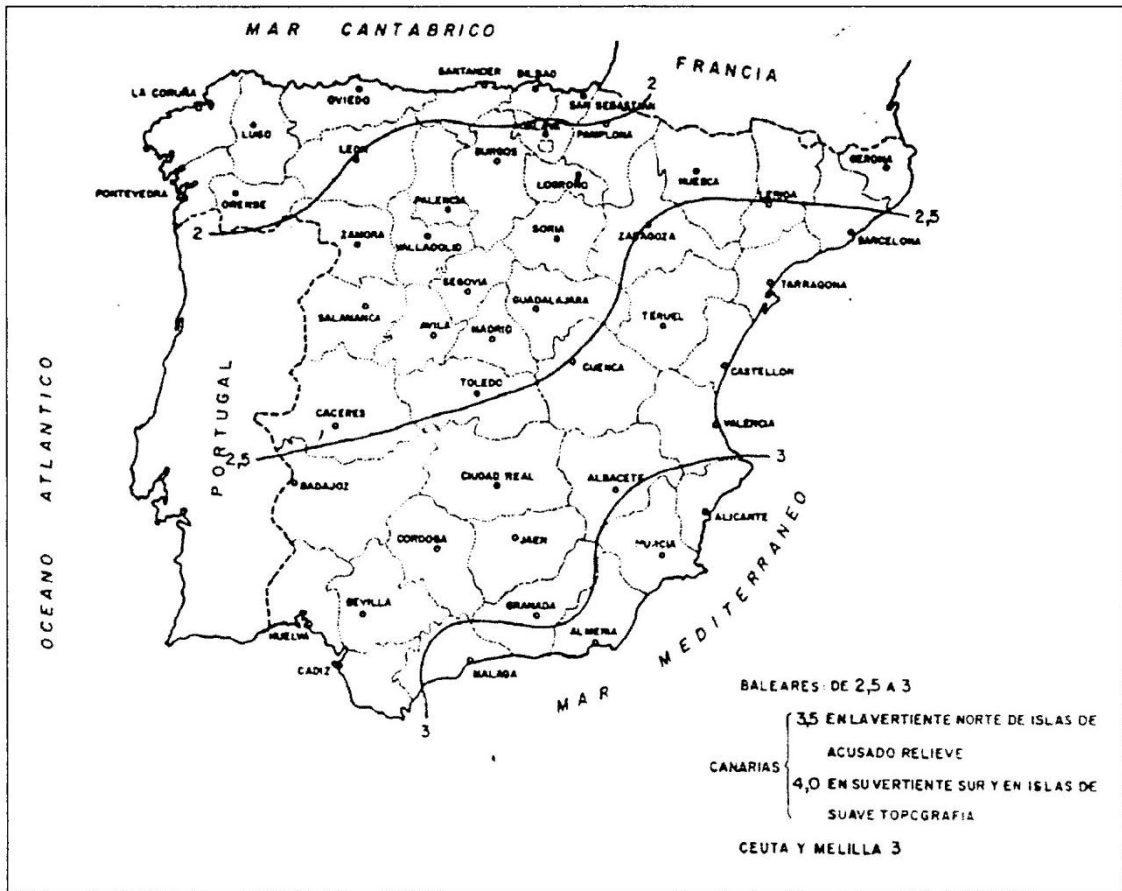 MAR CANTABRICO
FRANCIA
SANTANDER
BILBAO
LA CORUÑA
OVIEDO
SAN SEBASTIAN
2
LUGO
PAMPLONA
LEON
BURGOS
GERONA
PONTEVEDRA
ORENSE
LOGROÑO
HUESCA
LERIDA
PALENCIA
2,5
2
ZAMORA
VALLADOLID
SORIA
ZARAGOZA
BARCELONA
SEGOVIA
TARRAGONA
SALAMANCA
GUADALAJARA
AVILA
MADRID
TERUEL
CUENCA
CASTELLON
TOLEDO
CACERES
VALENCIA
PORTUGAL
OCEANO ATLANTICO
2,5
3
BADAJOZ
CIUDAD REAL
ALBACETE
ALICANTE
CORDOBA
JAEN
MURCIA
SEVILLA
GRANADA
HUELVA
ALMERIA
CADIZ
MALAGA
MAR MEDITERRANEO
3
BALEARES: DE 2,5 A 3
3,5 EN LA VERTIENTE NORTE DE ISLAS DE
ACUSADO RELIEVE
CANARIAS
4,0 EN SU VERTIENTE SUR Y EN ISLAS DE
SUAVE TOPOGRAFIA
CEUTA Y MELILLA 3